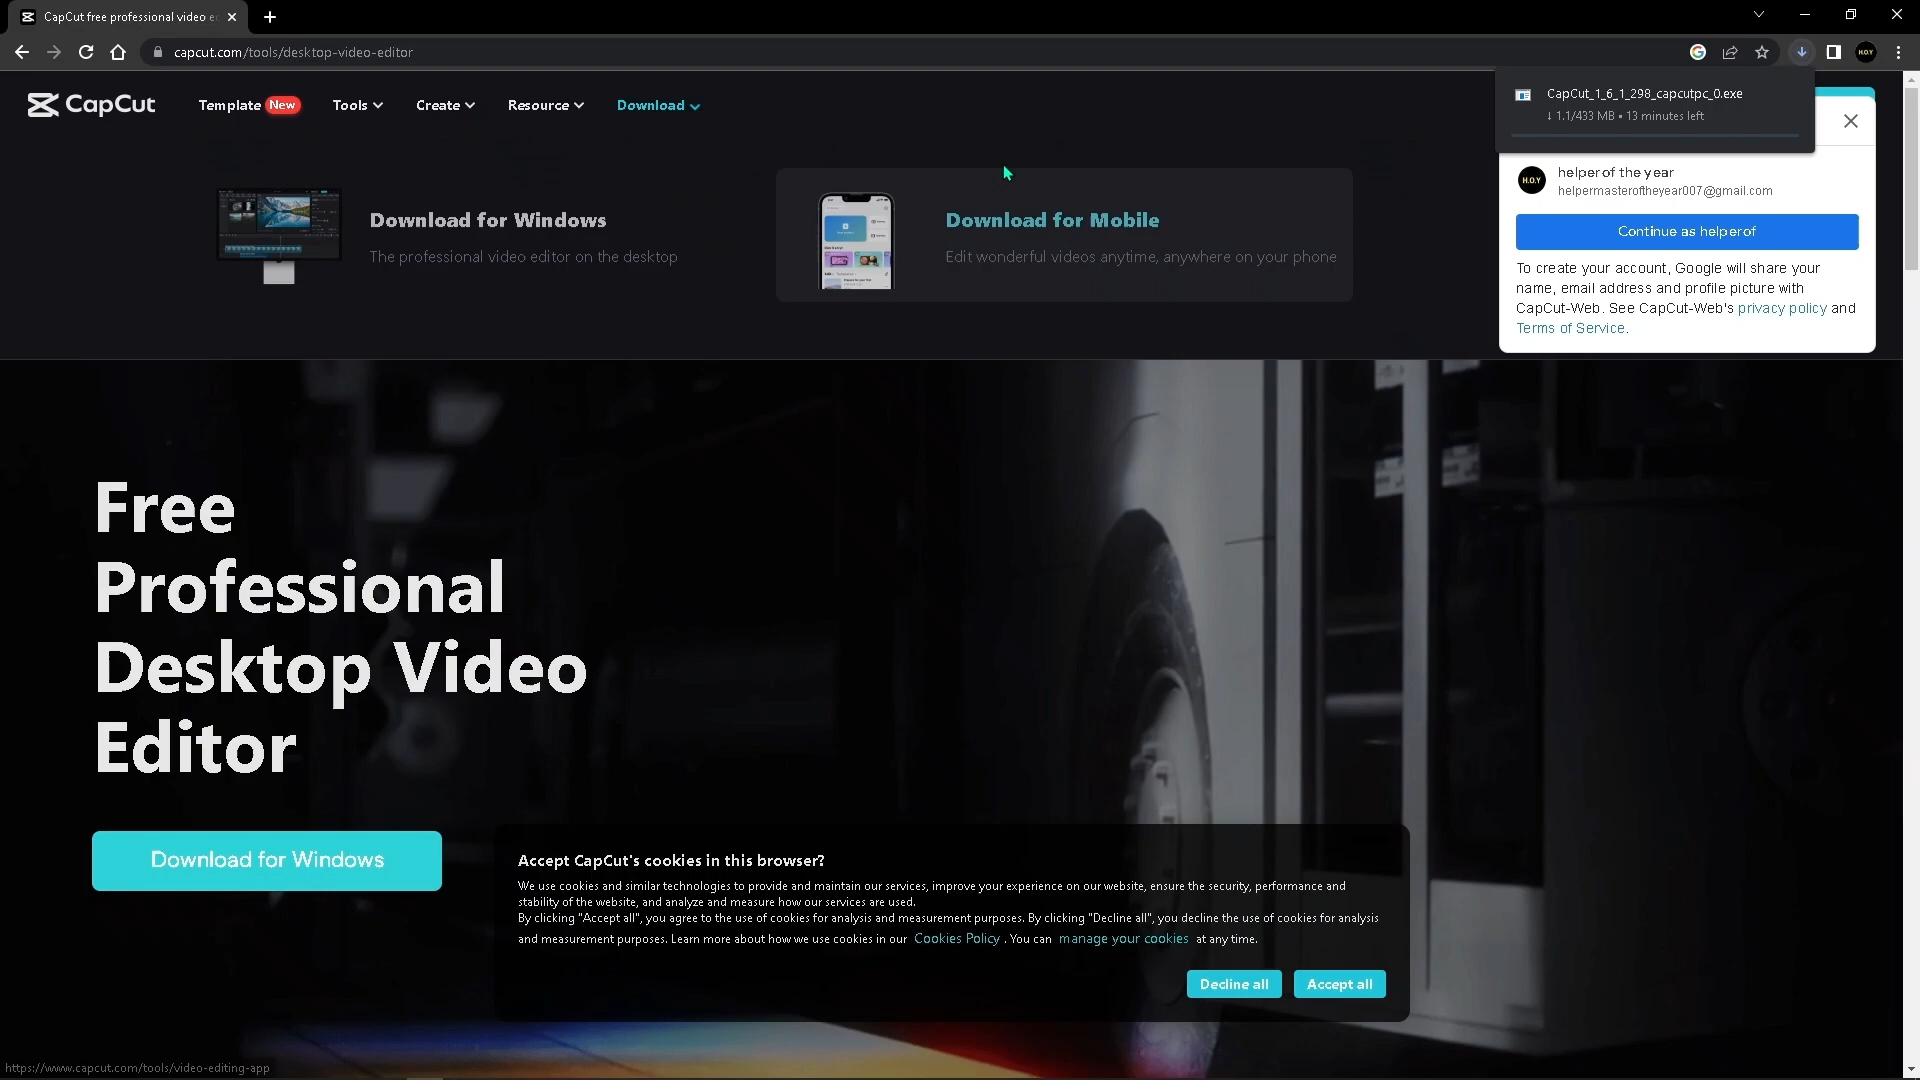 CapCut free professional video e
capcut.com/tools/desktop-video-editor
H.O.Y
CapCut
Template New
Tools
Create
Resource
Download
CapCut_1_6_1_298_capcutpc_0.exe
↓ 1.1/433 MB • 13 minutes left
Download for Windows
The professional video editor on the desktop
Download for Mobile
Edit wonderful videos anytime, anywhere on your phone
H.O.Y
helper of the year
helpermasteroftheyear007@gmail.com
Continue as helper of
To create your account, Google will share your
name, email address and profile picture with
CapCut-Web. See CapCut-Web's privacy policy and
Terms of Service.
Free
Professional
Desktop Video
Editor
Download for Windows
Accept CapCut's cookies in this browser?
We use cookies and similar technologies to provide and maintain our services, improve your experience on our website, ensure the security, performance and
stability of the website, and analyze and measure how our services are used.
By clicking "Accept all", you agree to the use of cookies for analysis and measurement purposes. By clicking "Decline all", you decline the use of cookies for analysis
and measurement purposes. Learn more about how we use cookies in our Cookies Policy . You can manage your cookies at any time.
Decline all
Accept all
https://www.capcut.com/tools/video-editing-app